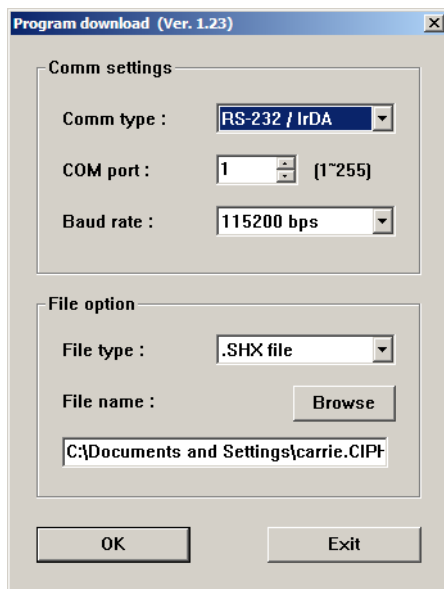 Program download (Ver. 1.23)
Comm settings
Comm type : RS-232 / IrDA
COM port : 1 (1~255)
Baud rate : 115200 bps
File option
File type : .SHX file
File name : Browse
C:\Documents and Settings\carrie.CIPH
OK Exit